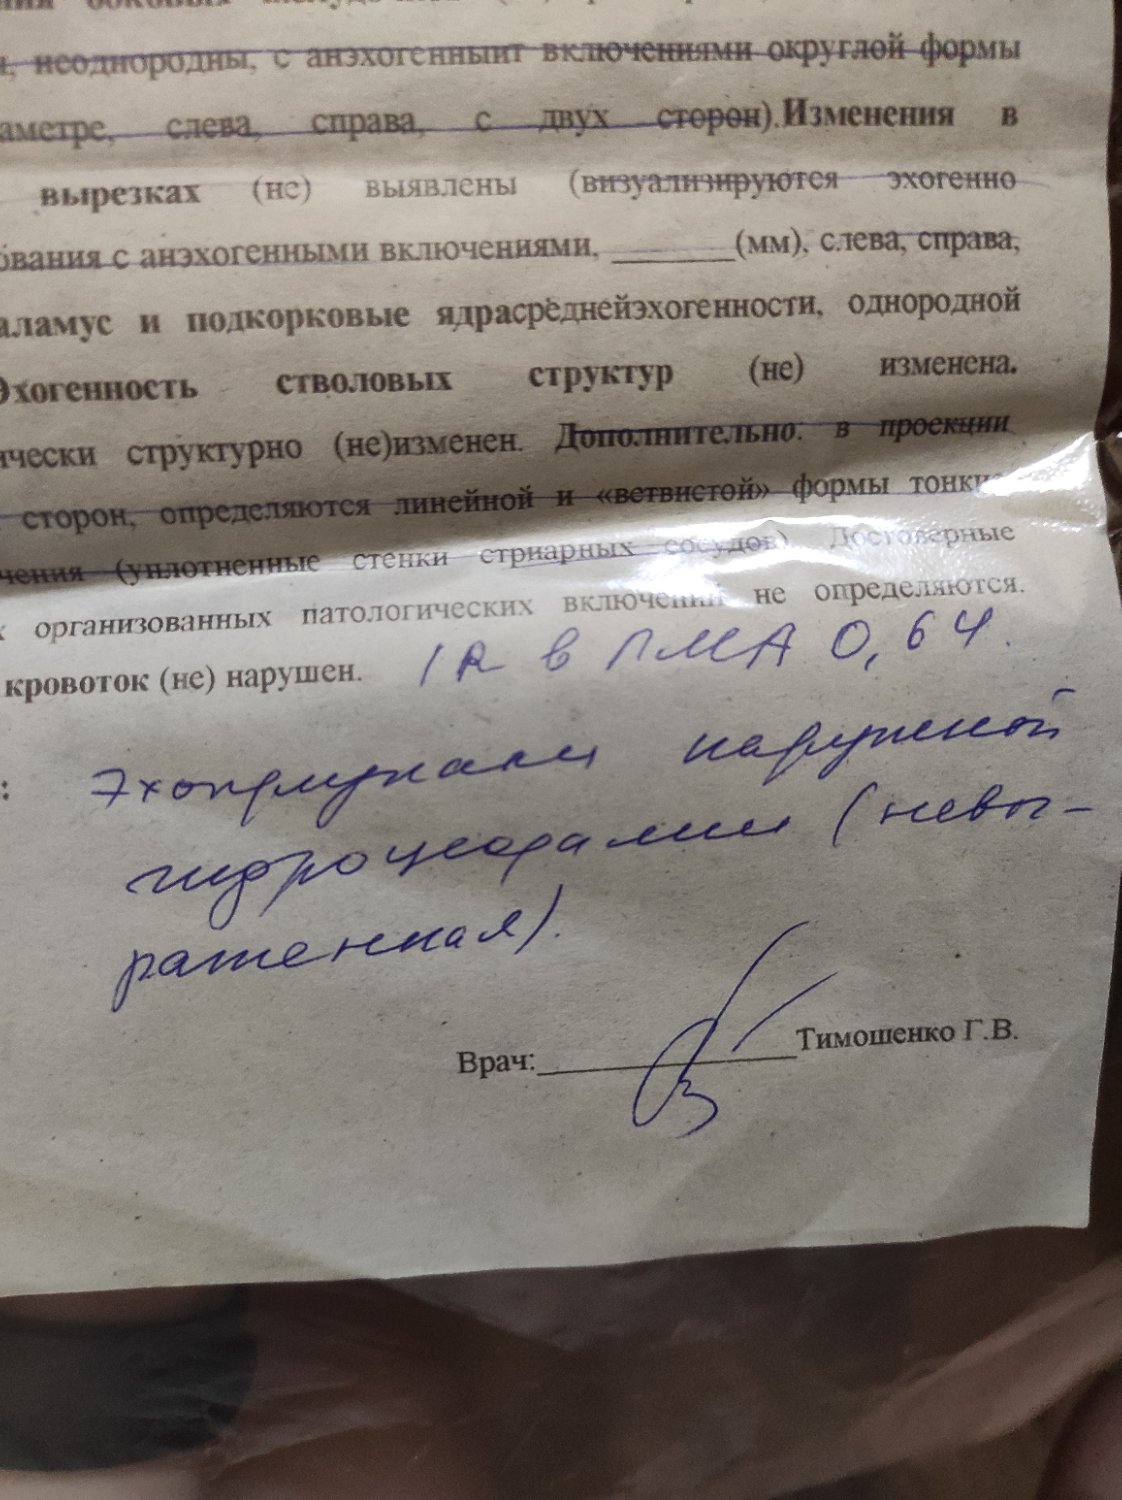 неоднородны, с анэхогенныит включениями округлой формы
аметре, слева, справа, с двух сторон).Изменения в
вырезках (не) выявлены (визуализируются эхогенно
ования с анэхогенными включениями, _______(мм), слева, справа,
аламус и подкорковые ядрасреднейэхогенности, однородной
Эхогенность стволовых структур (не) изменена.
ически структурно (не)изменен. Дополнительно: в проекции
сторон, определяются линейной и «ветвистой» формы тонки
чения (уплотненные стенки стриарных сосудов). Достоверные
х организованных патологических включений не определяются.
кровоток (не) нарушен. IR в ПМА 0,64.
: Эхопризнаки наружной
гидроцефалии (невы-
раженная).
Врач:_______________Тимошенко Г.В.